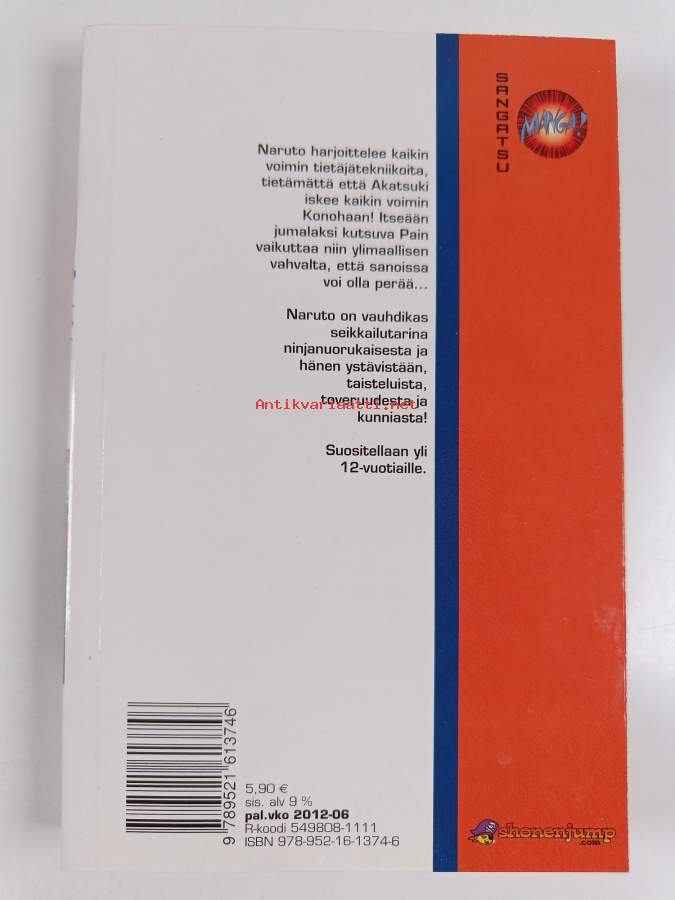 SANGATSU
MANGA!
Naruto harjoittelee kaikin
voimin tietäjätekniikoita,
tietämättä että Akatsuki
iskee kaikin voimin
Konohaan! Itseään
jumalaksi kutsuva Pain
vaikuttaa niin ylimaallisen
vahvalta, että sanoissa
voi olla perää...
Naruto on vauhdikas
seikkailutarina
ninjanuorukaisesta ja
hänen ystävistään,
taisteluista,
toveruudesta ja
Antikvariaatti.net
kunniasta!
Suositellaan yli
12-vuotiaille.
9 789521 613746
5,90 €
sis. alv 9 %
pal.vko 2012-06
R-koodi 549808-1111
ISBN 978-952-16-1374-6
shonenjump
.com